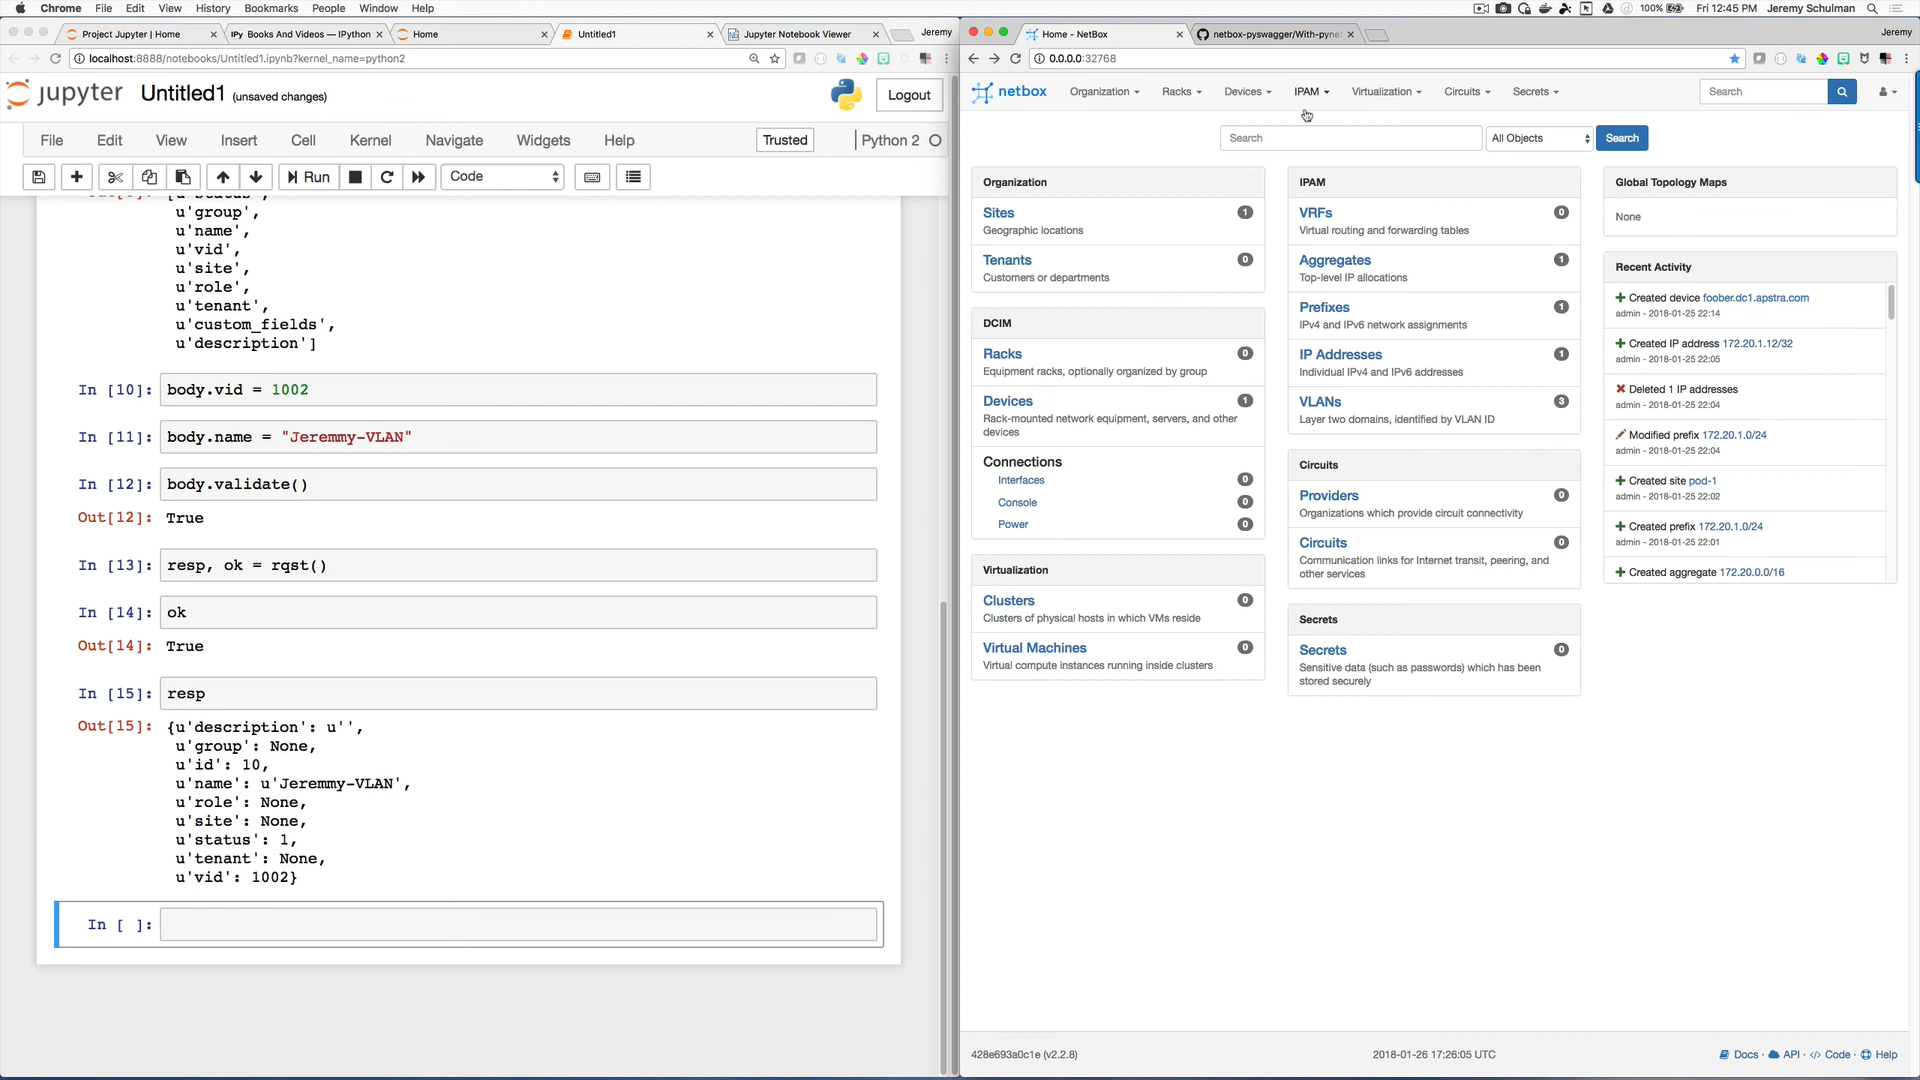 Chrome File Edit View History Bookmarks People Window Help
100% Fri 12:45 PM Jeremy Schulman
Project Jupyter | Home
IPy Books And Videos — IPython
Home
Untitled1
Jupyter Notebook Viewer
Jeremy
localhost:8888/notebooks/Untitled1.ipynb?kernel_name=python2
jupyter Untitled1 (unsaved changes)
Logout
File Edit View Insert Cell Kernel Navigate Widgets Help
Trusted
Python 2
Run
Code
u'group',
u'name',
u'vid',
u'site',
u'role',
u'tenant',
u'custom_fields',
u'description']
In [10]: body.vid = 1002
In [11]: body.name = "Jeremmy-VLAN"
In [12]: body.validate()
Out[12]: True
In [13]: resp, ok = rqst()
In [14]: ok
Out[14]: True
In [15]: resp
Out[15]: {u'description': u'',
u'group': None,
u'id': 10,
u'name': u'Jeremmy-VLAN',
u'role': None,
u'site': None,
u'status': 1,
u'tenant': None,
u'vid': 1002}
In [ ]:
Home - NetBox
netbox-pyswagger/With-pynet
Jeremy
0.0.0.0:32768
netbox
Organization Racks Devices IPAM Virtualization Circuits Secrets
Search
Search
All Objects
Search
Organization
Sites 1
Geographic locations
Tenants 0
Customers or departments
DCIM
Racks 0
Equipment racks, optionally organized by group
Devices 1
Rack-mounted network equipment, servers, and other
devices
Connections
Interfaces 0
Console 0
Power 0
Virtualization
Clusters 0
Clusters of physical hosts in which VMs reside
Virtual Machines 0
Virtual compute instances running inside clusters
IPAM
VRFs 0
Virtual routing and forwarding tables
Aggregates 1
Top-level IP allocations
Prefixes 1
IPv4 and IPv6 network assignments
IP Addresses 1
Individual IPv4 and IPv6 addresses
VLANs 3
Layer two domains, identified by VLAN ID
Circuits
Providers 0
Organizations which provide circuit connectivity
Circuits 0
Communication links for Internet transit, peering, and
other services
Secrets
Secrets 0
Sensitive data (such as passwords) which has been
stored securely
Global Topology Maps
None
Recent Activity
Created device foober.dc1.apstra.com
admin - 2018-01-25 22:14
Created IP address 172.20.1.12/32
admin - 2018-01-25 22:05
Deleted 1 IP addresses
admin - 2018-01-25 22:04
Modified prefix 172.20.1.0/24
admin - 2018-01-25 22:04
Created site pod-1
admin - 2018-01-25 22:02
Created prefix 172.20.1.0/24
admin - 2018-01-25 22:01
Created aggregate 172.20.0.0/16
428e693a0c1e (v2.2.8)
2018-01-26 17:26:05 UTC
Docs · API · Code · Help